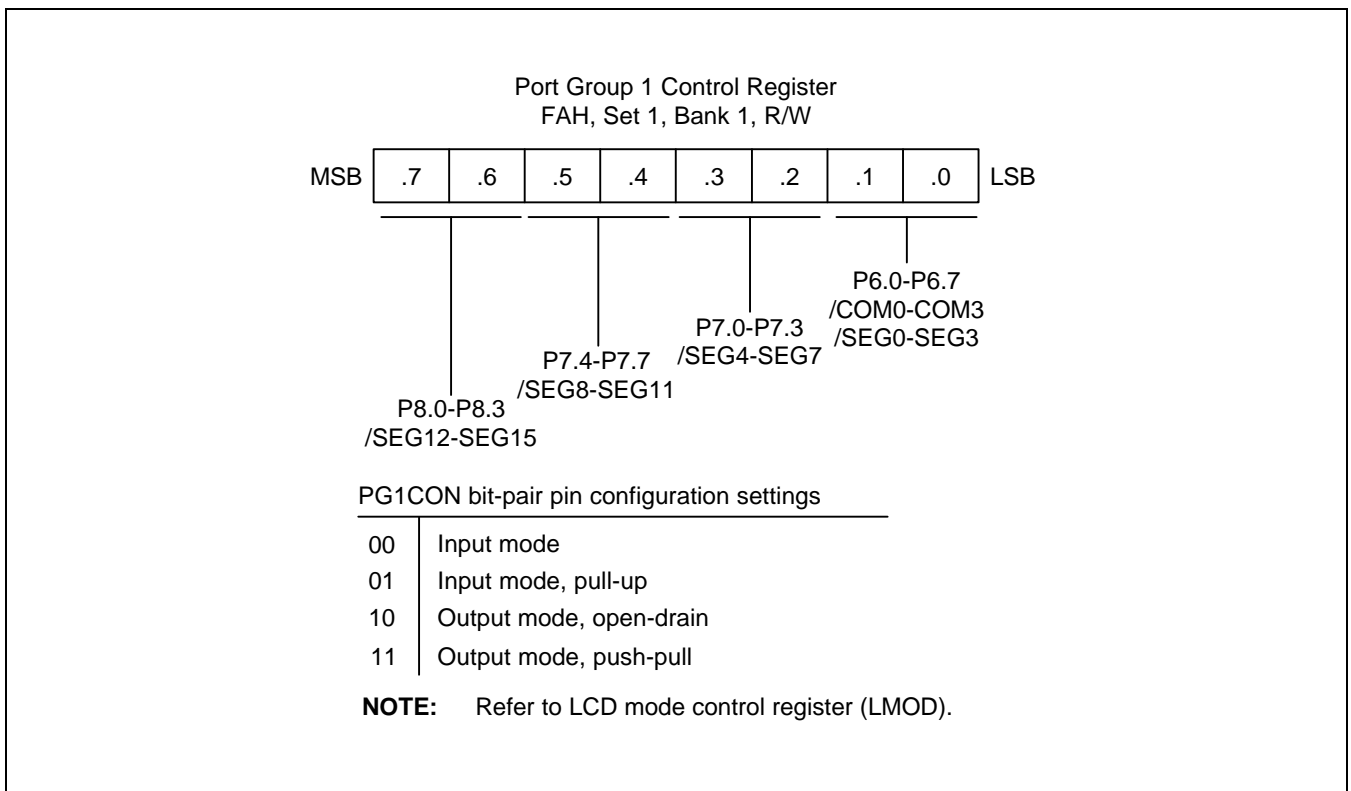 Port Group 1 Control Register
FAH, Set 1, Bank 1, R/W
MSB .7 .6 .5 .4 .3 .2 .1 .0 LSB
P6.0-P6.7
/COM0-COM3
/SEG0-SEG3
P7.0-P7.3
/SEG4-SEG7
P7.4-P7.7
/SEG8-SEG11
P8.0-P8.3
/SEG12-SEG15
PG1CON bit-pair pin configuration settings
00 Input mode
01 Input mode, pull-up
10 Output mode, open-drain
11 Output mode, push-pull
NOTE: Refer to LCD mode control register (LMOD).